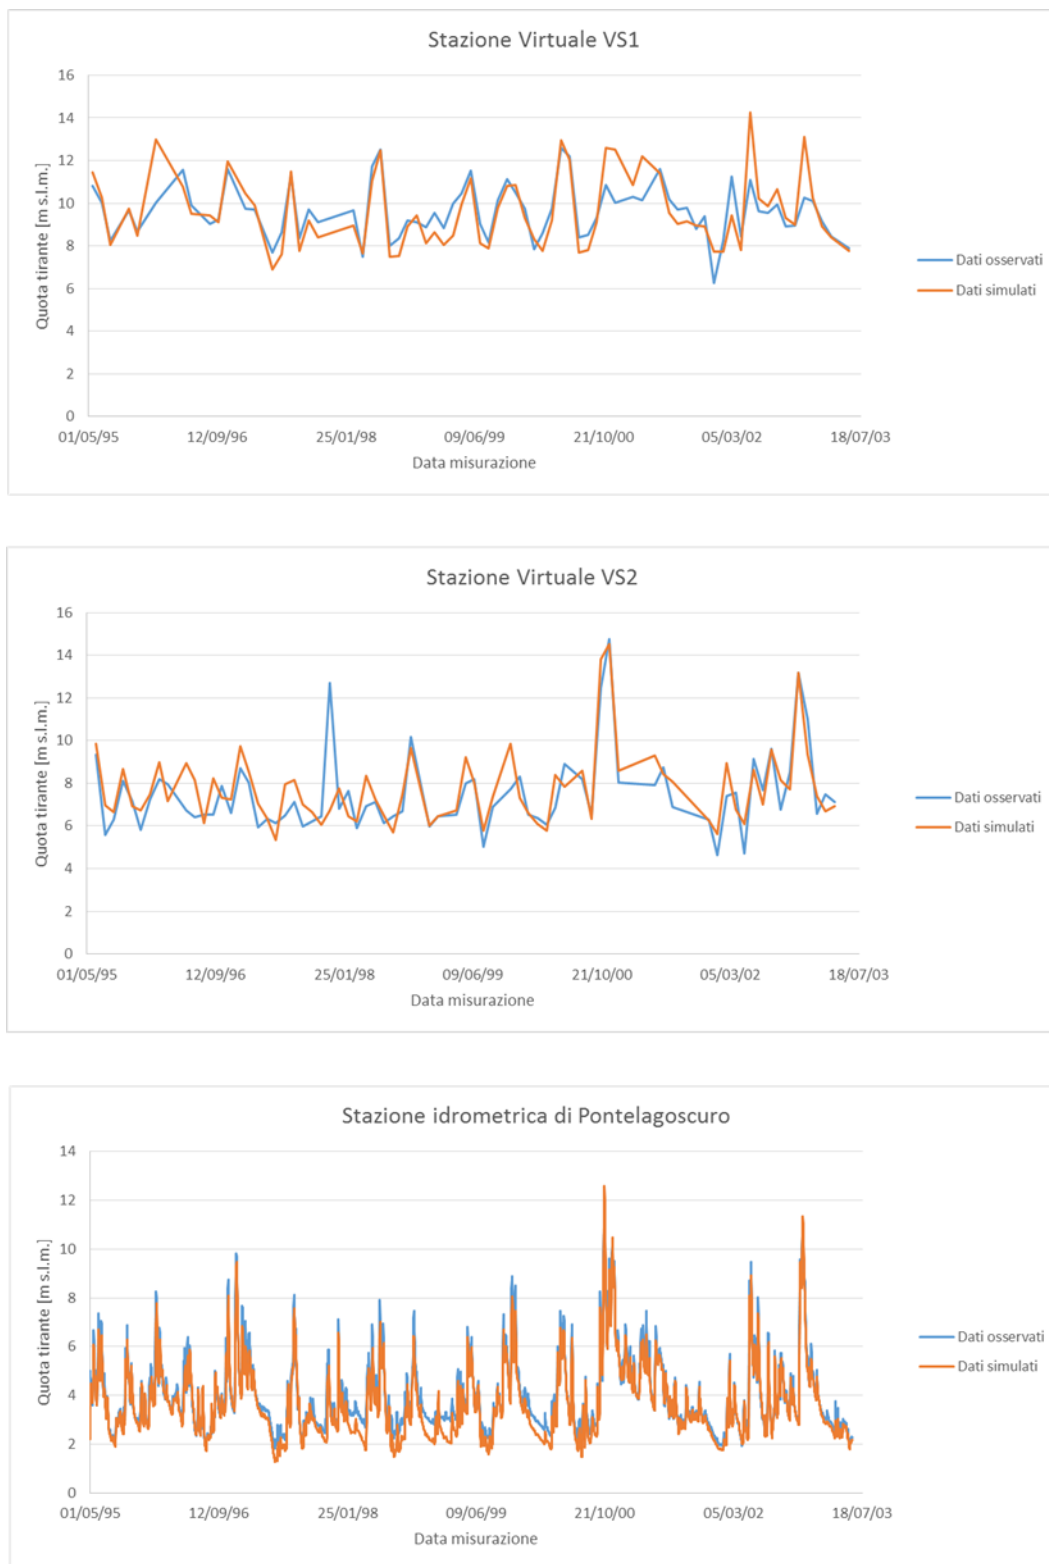 Stazione Virtuale VS1
16
14
12
10
8
6
4
2
0
Quota tirante [m s.l.m.]
01/05/95 12/09/96 25/01/98 09/06/99 21/10/00 05/03/02 18/07/03
Data misurazione
Dati osservati
Dati simulati
Stazione Virtuale VS2
16
14
12
10
8
6
4
2
0
Quota tirante [m s.l.m.]
01/05/95 12/09/96 25/01/98 09/06/99 21/10/00 05/03/02 18/07/03
Data misurazione
Dati osservati
Dati simulati
Stazione idrometrica di Pontelagoscuro
14
12
10
8
6
4
2
0
Quota tirante [m s.l.m.]
01/05/95 12/09/96 25/01/98 09/06/99 21/10/00 05/03/02 18/07/03
Data misurazione
Dati osservati
Dati simulati